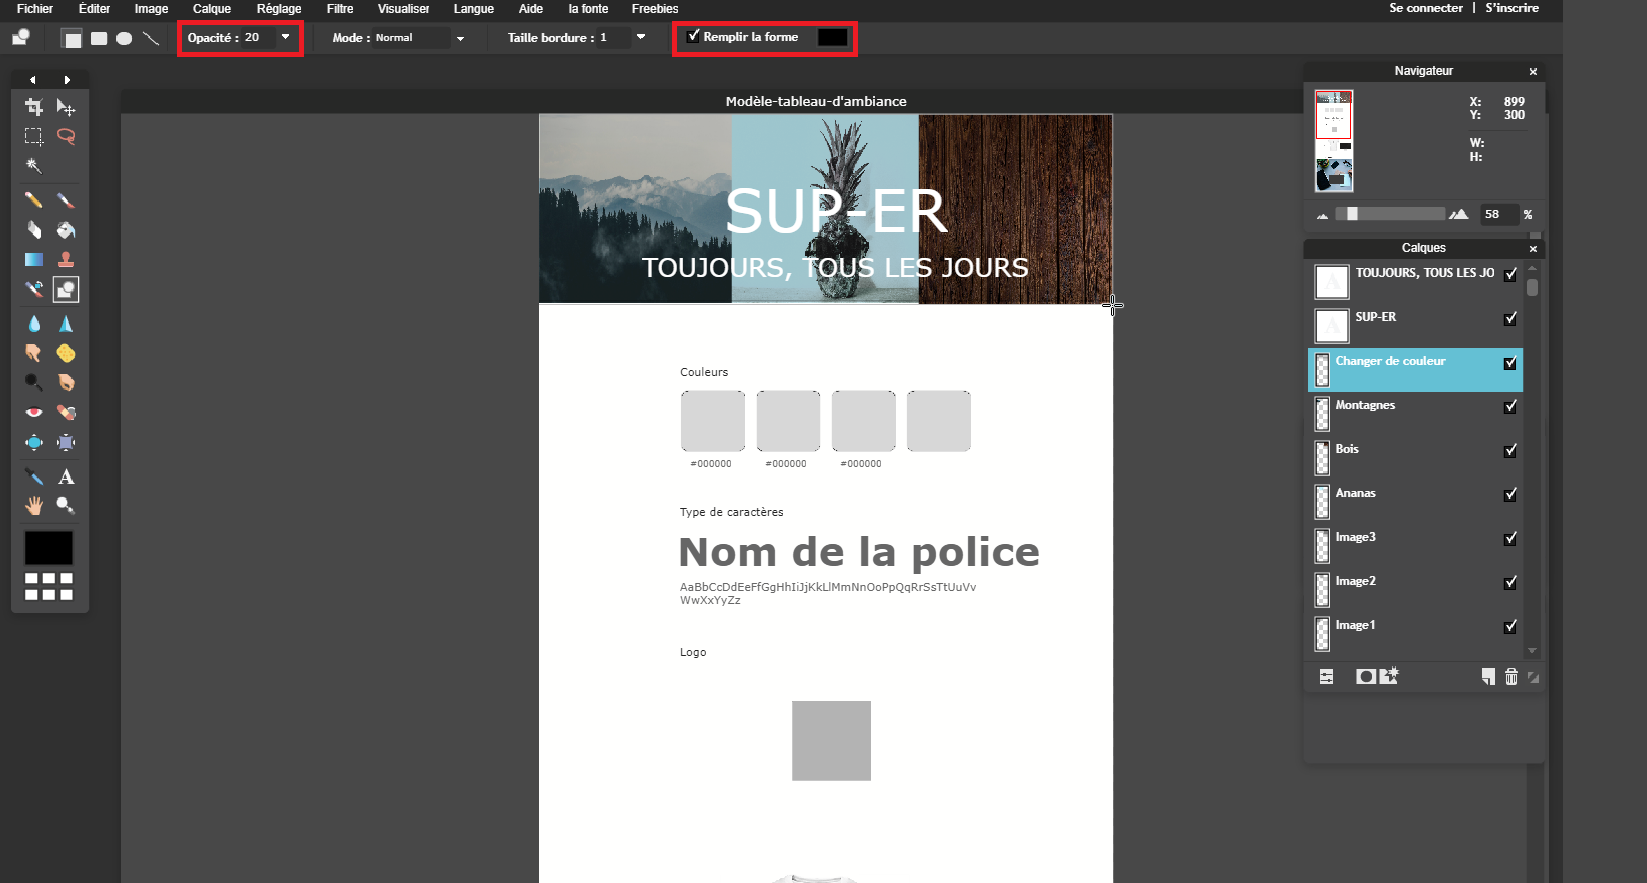 Fichier Éditer Image Calque Réglage Filtre Visualiser Langue Aide la fonte Freebies Se connecter | S'inscrire
Opacité : 20 Mode : Normal Taille bordure : 1 Remplir la forme
Modèle-tableau-d'ambiance
SUP-ER
TOUJOURS, TOUS LES JOURS
Couleurs
#000000 #000000 #000000
Type de caractères
Nom de la police
AaBbCcDdEeFfGgHhIiJjKkLlMmNnOoPpQqRrSsTtUuVv
WwXxYyZz
Logo
Navigateur
X: 899
Y: 300
W:
H:
58 %
Calques
TOUJOURS, TOUS LES JO
SUP-ER
Changer de couleur
Montagnes
Bois
Ananas
Image3
Image2
Image1